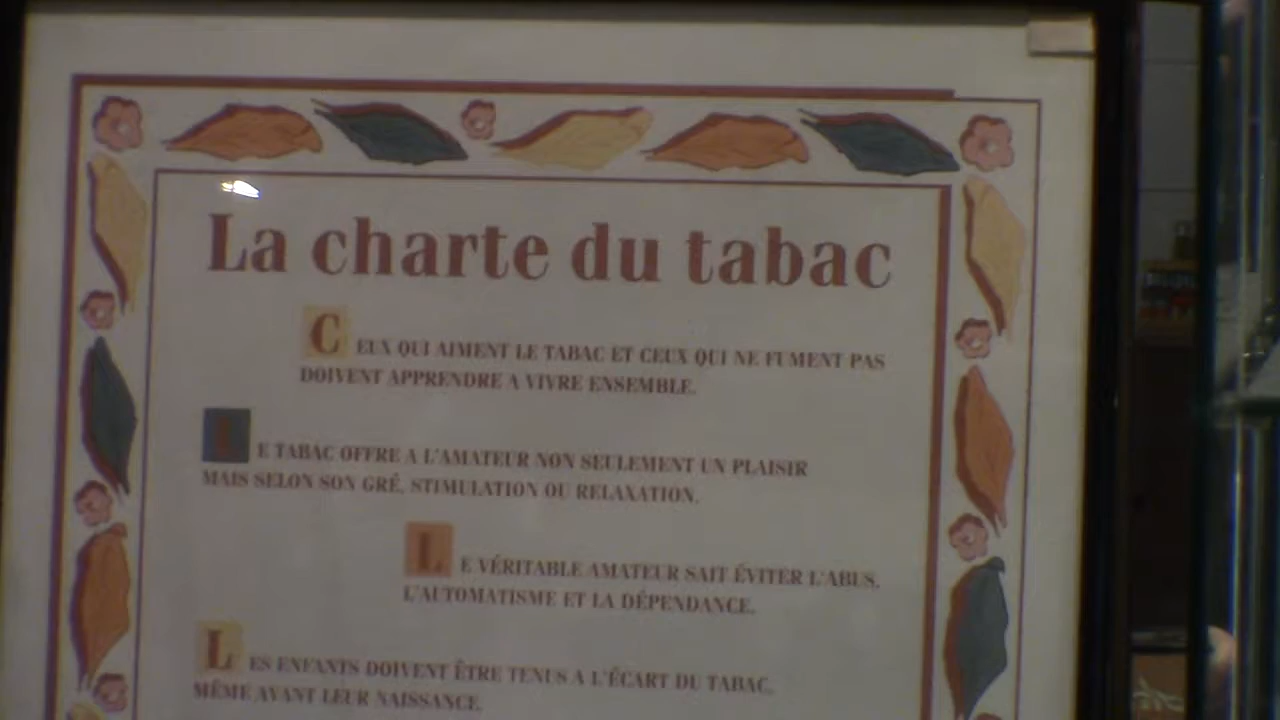 La charte du tabac
CEUX QUI AIMENT LE TABAC ET CEUX QUI NE FUMENT PAS
DOIVENT APPRENDRE A VIVRE ENSEMBLE.
LE TABAC OFFRE A L'AMATEUR NON SEULEMENT UN PLAISIR
MAIS SELON SON GRÉ, STIMULATION OU RELAXATION.
LE VÉRITABLE AMATEUR SAIT ÉVITER L'ABUS,
L'AUTOMATISME ET LA DÉPENDANCE.
LES ENFANTS DOIVENT ÊTRE TENUS A L'ÉCART DU TABAC,
MÊME AVANT LEUR NAISSANCE.